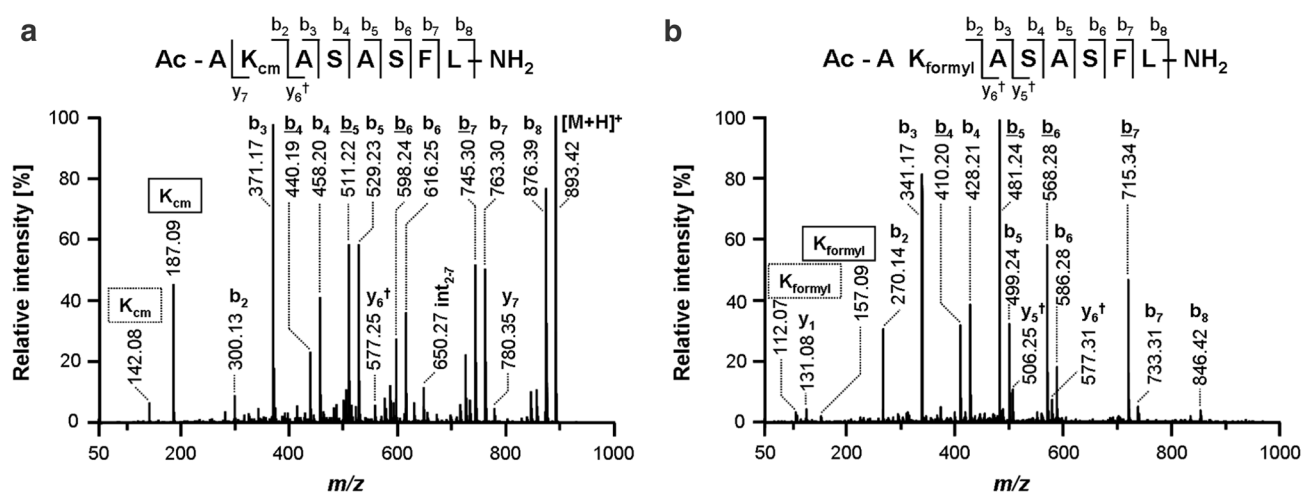 a
b2 b3 b4 b5 b6 b7 b8
Ac - A Kcm A S A S F L - NH2
y7 y6†
100
80
60
40
20
0
Relative intensity [%]
b3 b4 b4 b5 b5 b6 b6 b7 b7 b8 [M+H]+
371.17 440.19 458.20 511.22 529.23 598.24 616.25 745.30 763.30 876.39 893.42
Kcm
187.09
Kcm
142.08
b2
300.13
y6†
577.25
int2-7
650.27
y7
780.35
50 200 400 600 800 1000
m/z
b
b2 b3 b4 b5 b6 b7 b8
Ac - A Kformyl A S A S F L - NH2
y6† y5†
100
80
60
40
20
0
Relative intensity [%]
b3 b4 b4 b5 b6 b7
341.17 410.20 428.21 481.24 568.28 715.34
Kformyl
157.09
Kformyl
112.07
y1
131.08
b2
270.14
b5
499.24
y5†
506.25
b6
586.28
y6†
577.31
b7
733.31
b8
846.42
50 200 400 600 800 1000
m/z